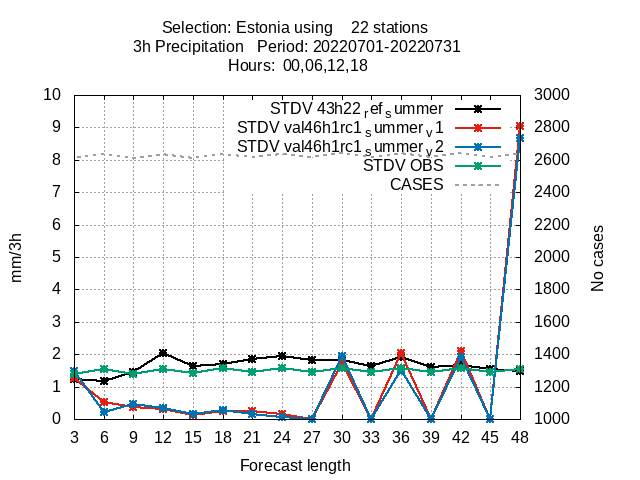 Selection: Estonia using    22 stations
3h Precipitation   Period: 20220701-20220731
Hours:  00,06,12,18
STDV 43h22_ref_summer
STDV val46h1rc1_summer_v1
STDV val46h1rc1_summer_v2
STDV OBS
CASES
10
9
8
7
6
5
4
3
2
1
0
mm/3h
3000
2800
2600
2400
2200
2000
1800
1600
1400
1200
1000
No cases
3 6 9 12 15 18 21 24 27 30 33 36 39 42 45 48
Forecast length